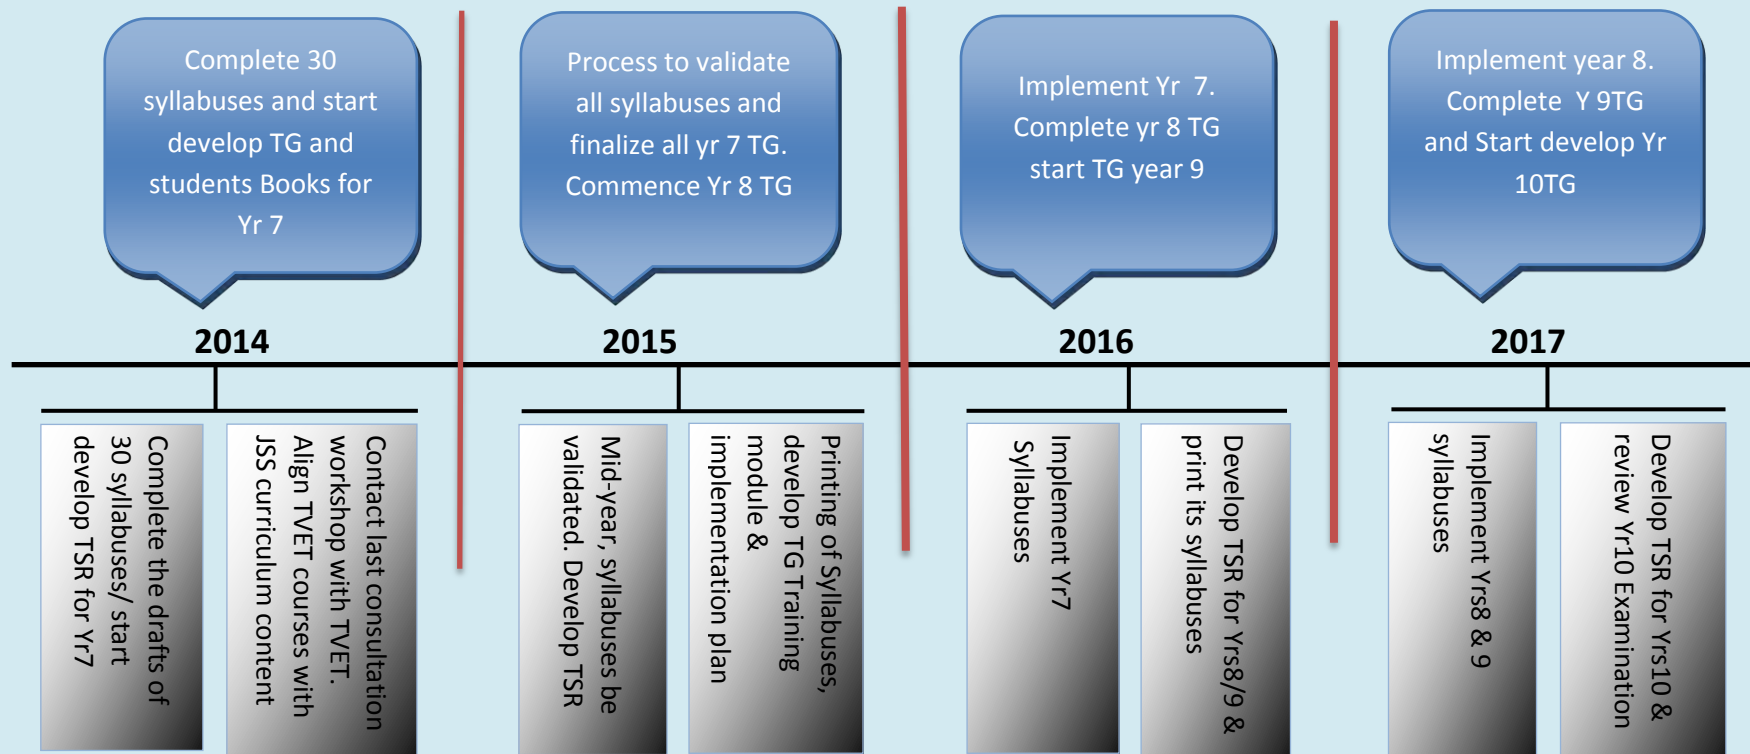 Complete 30
syllabuses and start
develop TG and
students Books for
Yr 7
Process to validate
all syllabuses and
finalize all yr 7 TG.
Commence Yr 8 TG
Implement Yr 7.
Complete yr 8 TG
start TG year 9
Implement year 8.
Complete Y 9TG
and Start develop Yr
10TG
2014
2015
2016
2017
Complete the drafts of
30 syllabuses/ start
develop TSR for Yr7
Contact last consultation
workshop with TVET.
Align TVET courses with
JSS curriculum content
Mid-year, syllabuses be
validated. Develop TSR
Printing of Syllabuses,
develop TG Training
module &
implementation plan
Implement Yr7
Syllabuses
Develop TSR for Yrs8/9 &
print its syllabuses
Implement Yrs8 & 9
syllabuses
Develop TSR for Yrs10 &
review Yr10 Examination